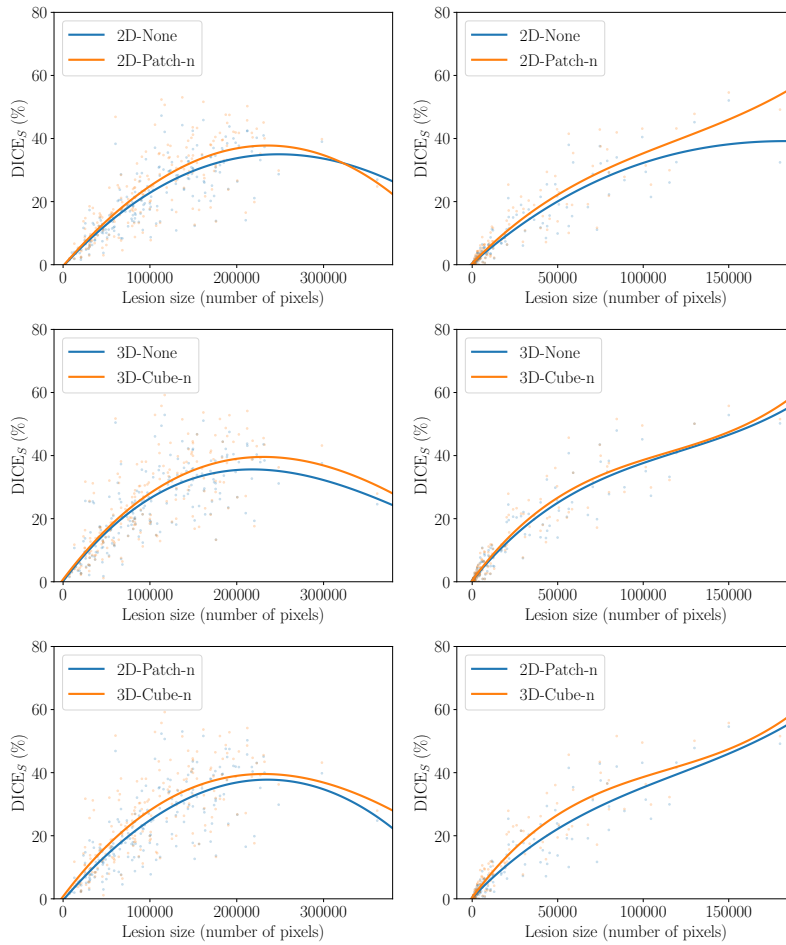 80
60
40
20
0
DICE_S (%)
2D-None
2D-Patch-n
0 100000 200000 300000
Lesion size (number of pixels)
80
60
40
20
0
DICE_S (%)
2D-None
2D-Patch-n
0 50000 100000 150000
Lesion size (number of pixels)
80
60
40
20
0
DICE_S (%)
3D-None
3D-Cube-n
0 100000 200000 300000
Lesion size (number of pixels)
80
60
40
20
0
DICE_S (%)
3D-None
3D-Cube-n
0 50000 100000 150000
Lesion size (number of pixels)
80
60
40
20
0
DICE_S (%)
2D-Patch-n
3D-Cube-n
0 100000 200000 300000
Lesion size (number of pixels)
80
60
40
20
0
DICE_S (%)
2D-Patch-n
3D-Cube-n
0 50000 100000 150000
Lesion size (number of pixels)